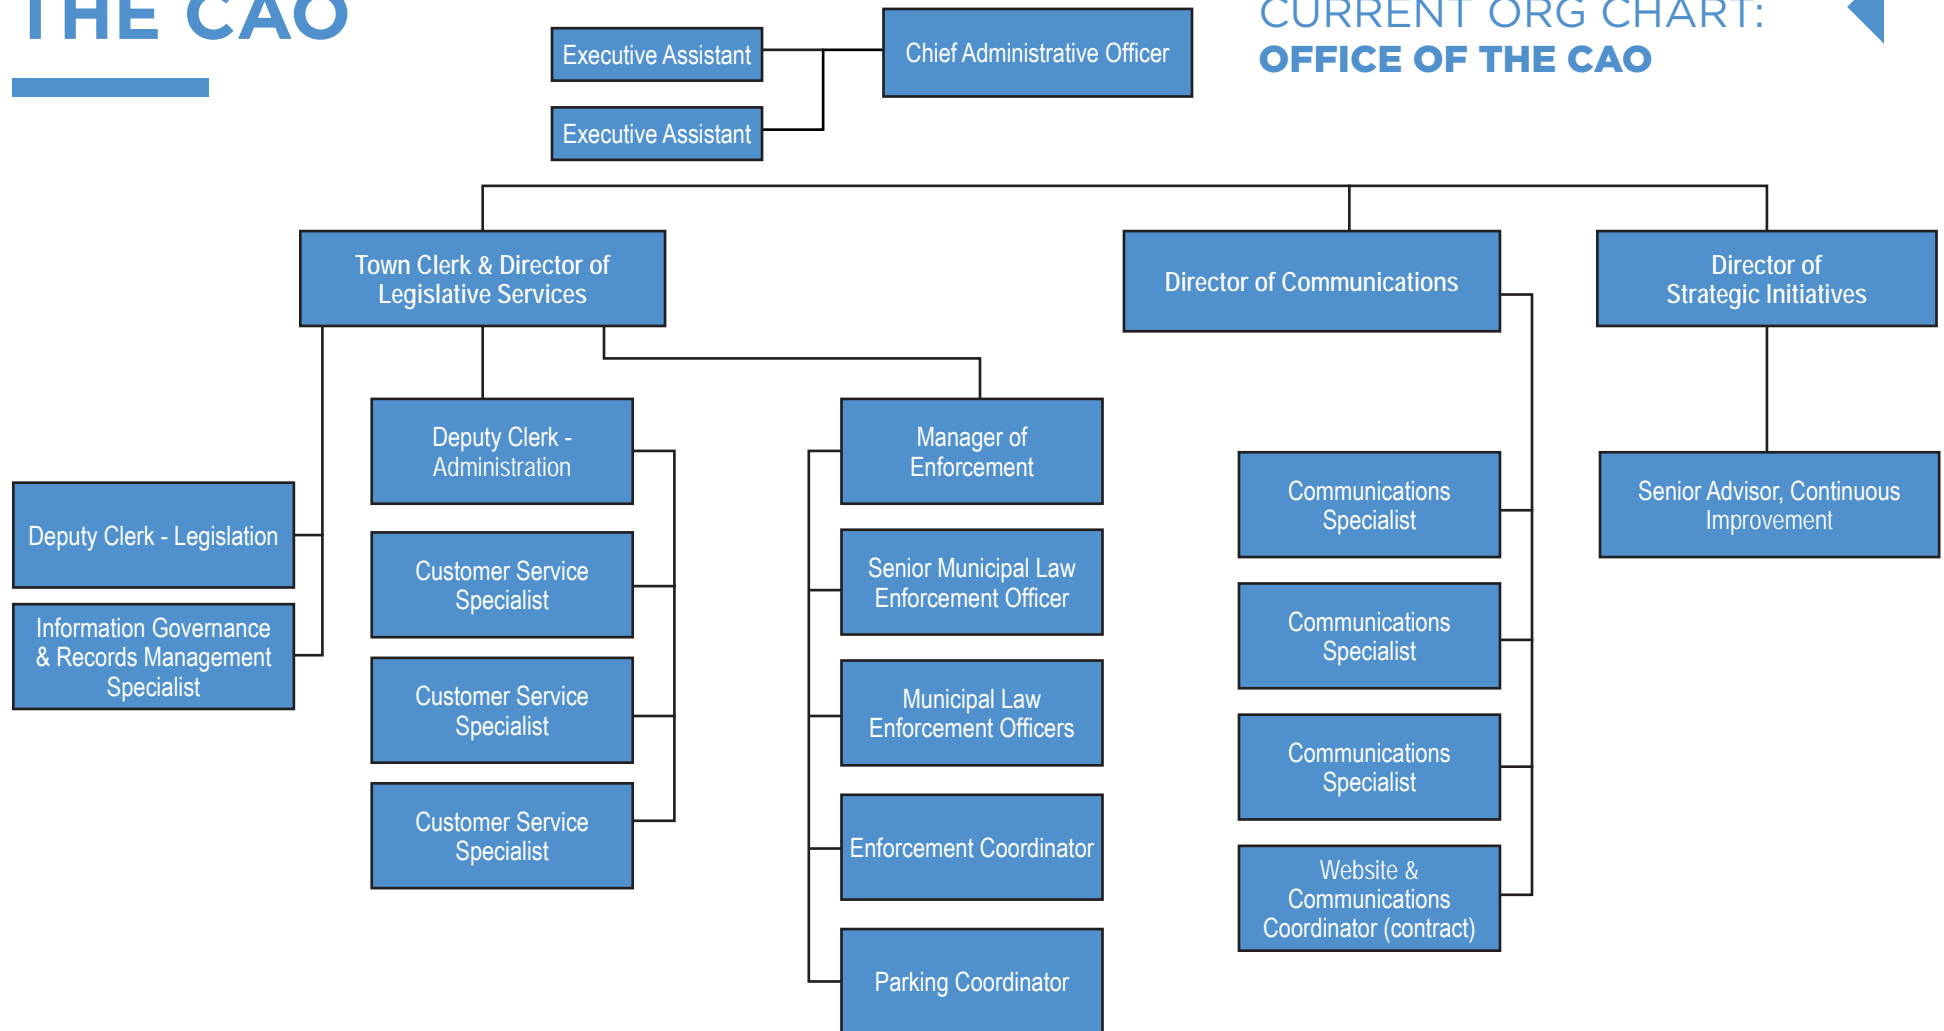 THE CAO
CURRENT ORG CHART:
OFFICE OF THE CAO
Executive Assistant
Chief Administrative Officer
Executive Assistant
Town Clerk & Director of
Legislative Services
Director of Communications
Director of
Strategic Initiatives
Deputy Clerk - Legislation
Information Governance
& Records Management
Specialist
Deputy Clerk -
Administration
Customer Service
Specialist
Customer Service
Specialist
Customer Service
Specialist
Manager of
Enforcement
Senior Municipal Law
Enforcement Officer
Municipal Law
Enforcement Officers
Enforcement Coordinator
Parking Coordinator
Communications
Specialist
Communications
Specialist
Communications
Specialist
Website &
Communications
Coordinator (contract)
Senior Advisor, Continuous
Improvement